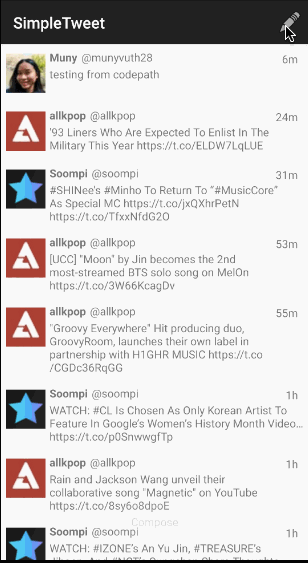 SimpleTweet
Muny @munyvuth28 6m
testing from codepath
allkpop @allkpop 24m
'93 Liners Who Are Expected To Enlist In The
Military This Year https://t.co/ELDW7LqLUE
Soompi @soompi 31m
#SHINee's #Minho To Return To “#MusicCore”
As Special MC https://t.co/jxQXhrPetN
https://t.co/TfxxNfdG2O
allkpop @allkpop 53m
[UCC] "Moon" by Jin becomes the 2nd
most-streamed BTS solo song on MelOn
https://t.co/3W66KcagDv
allkpop @allkpop 55m
"Groovy Everywhere" Hit producing duo,
GroovyRoom, launches their own label in
partnership with H1GHR MUSIC https://t.co
/CGDc36RqGG
Soompi @soompi 1h
WATCH: #CL Is Chosen As Only Korean Artist To
Feature In Google’s Women’s History Month Video…
https://t.co/p0SnwwgfTp
allkpop @allkpop 1h
Rain and Jackson Wang unveil their
collaborative song "Magnetic" on YouTube
https://t.co/8sy6o8dpoE
Compose
Soompi @soompi 1h
WATCH: #IZONE’s An Yu Jin, #TREASURE’s